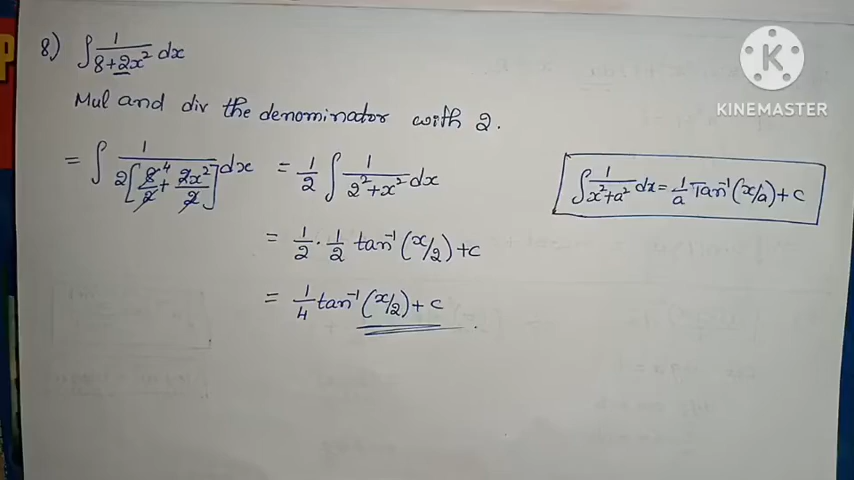 8) ∫ 1/(8+2x²) dx
Mul and div the denominator with 2.
= ∫ 1/(2[8/2 4 + 2x²/2]) dx = 1/2 ∫ 1/(2²+x²) dx
∫ 1/(x²+a²) dx = 1/a Tan⁻¹(x/a) + c
= 1/2 · 1/2 tan⁻¹(x/2) + c
= 1/4 tan⁻¹(x/2) + c
KINEMASTER